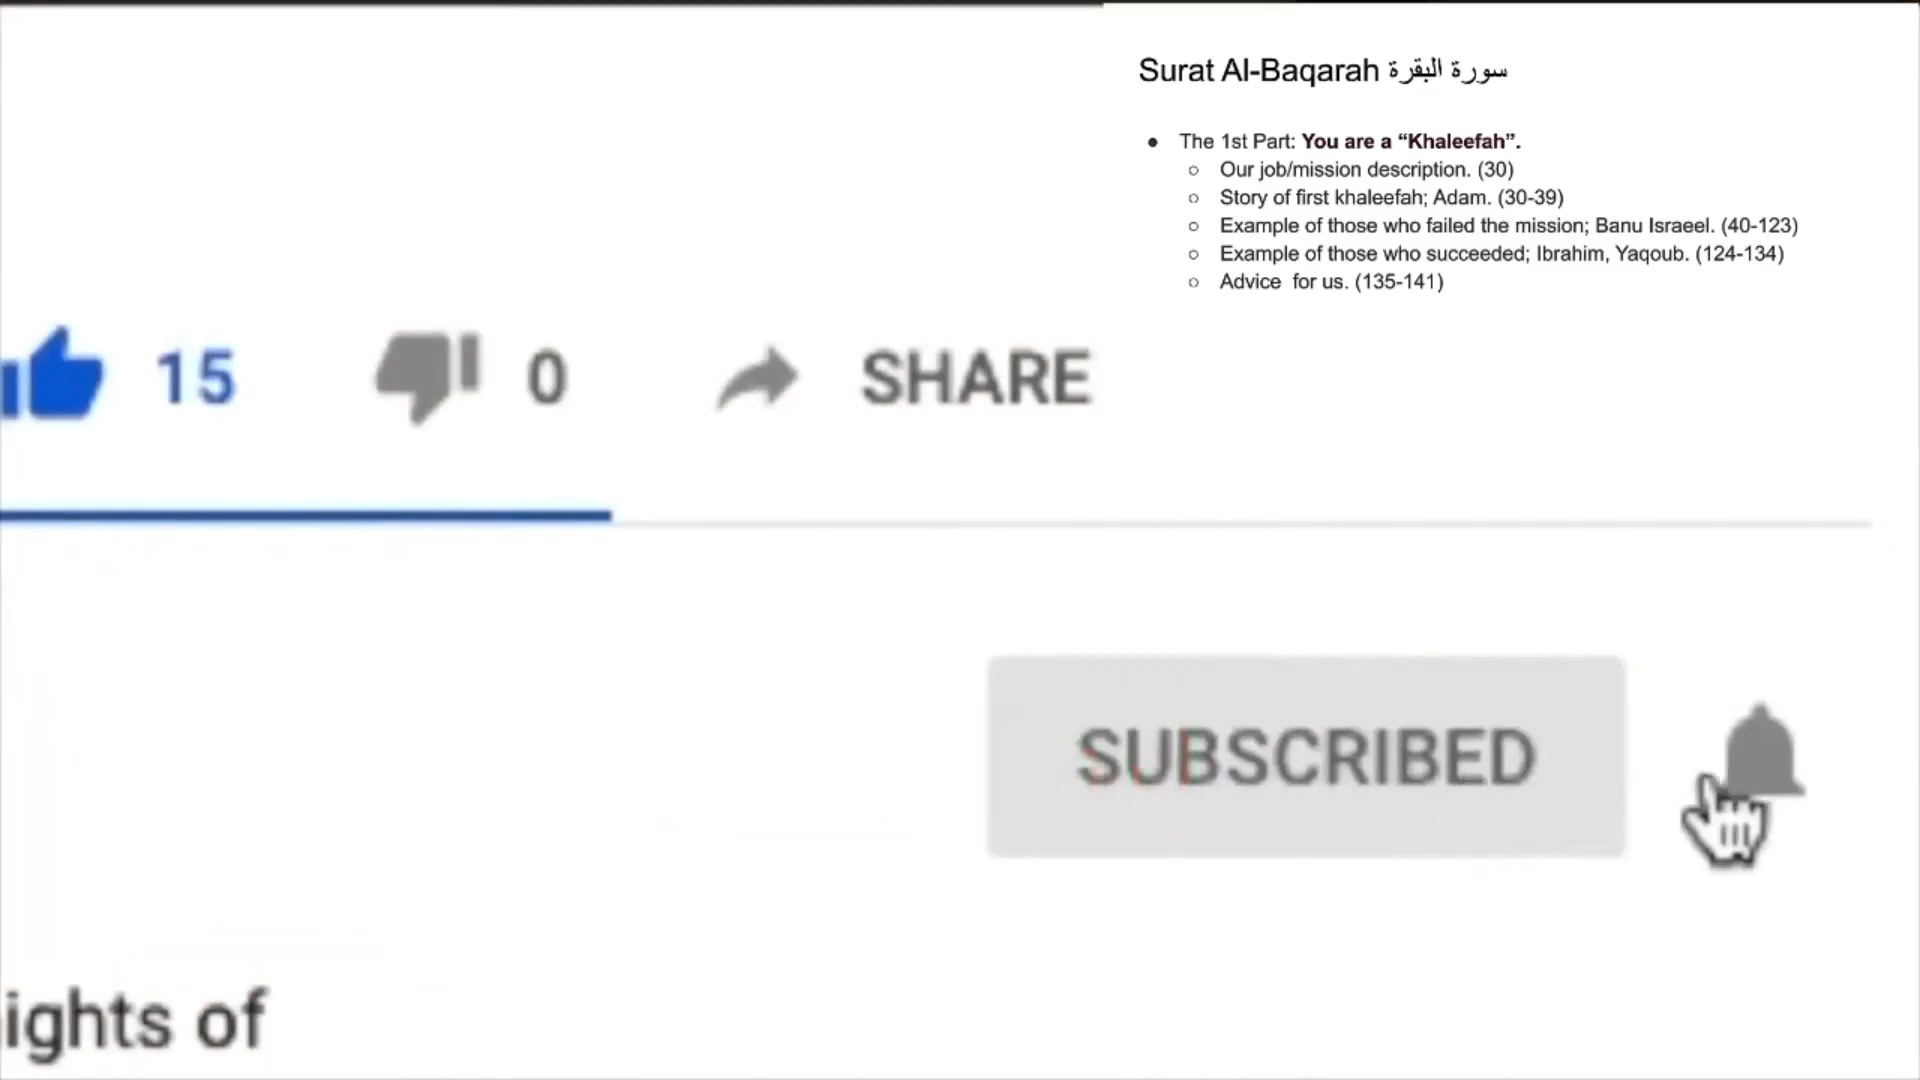 Surat Al-Baqarah سورة البقرة
● The 1st Part: You are a “Khaleefah”.
○ Our job/mission description. (30)
○ Story of first khaleefah; Adam. (30-39)
○ Example of those who failed the mission; Banu Israeel. (40-123)
○ Example of those who succeeded; Ibrahim, Yaqoub. (124-134)
○ Advice for us. (135-141)
15 0 SHARE
SUBSCRIBED
ights of